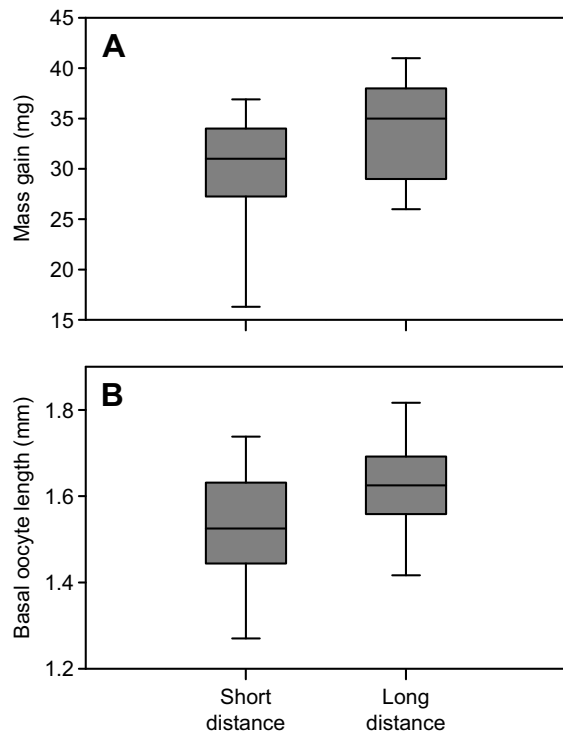 A
Mass gain (mg)
45
40
35
30
25
20
15
B
Basal oocyte length (mm)
1.8
1.6
1.4
1.2
Short
distance
Long
distance